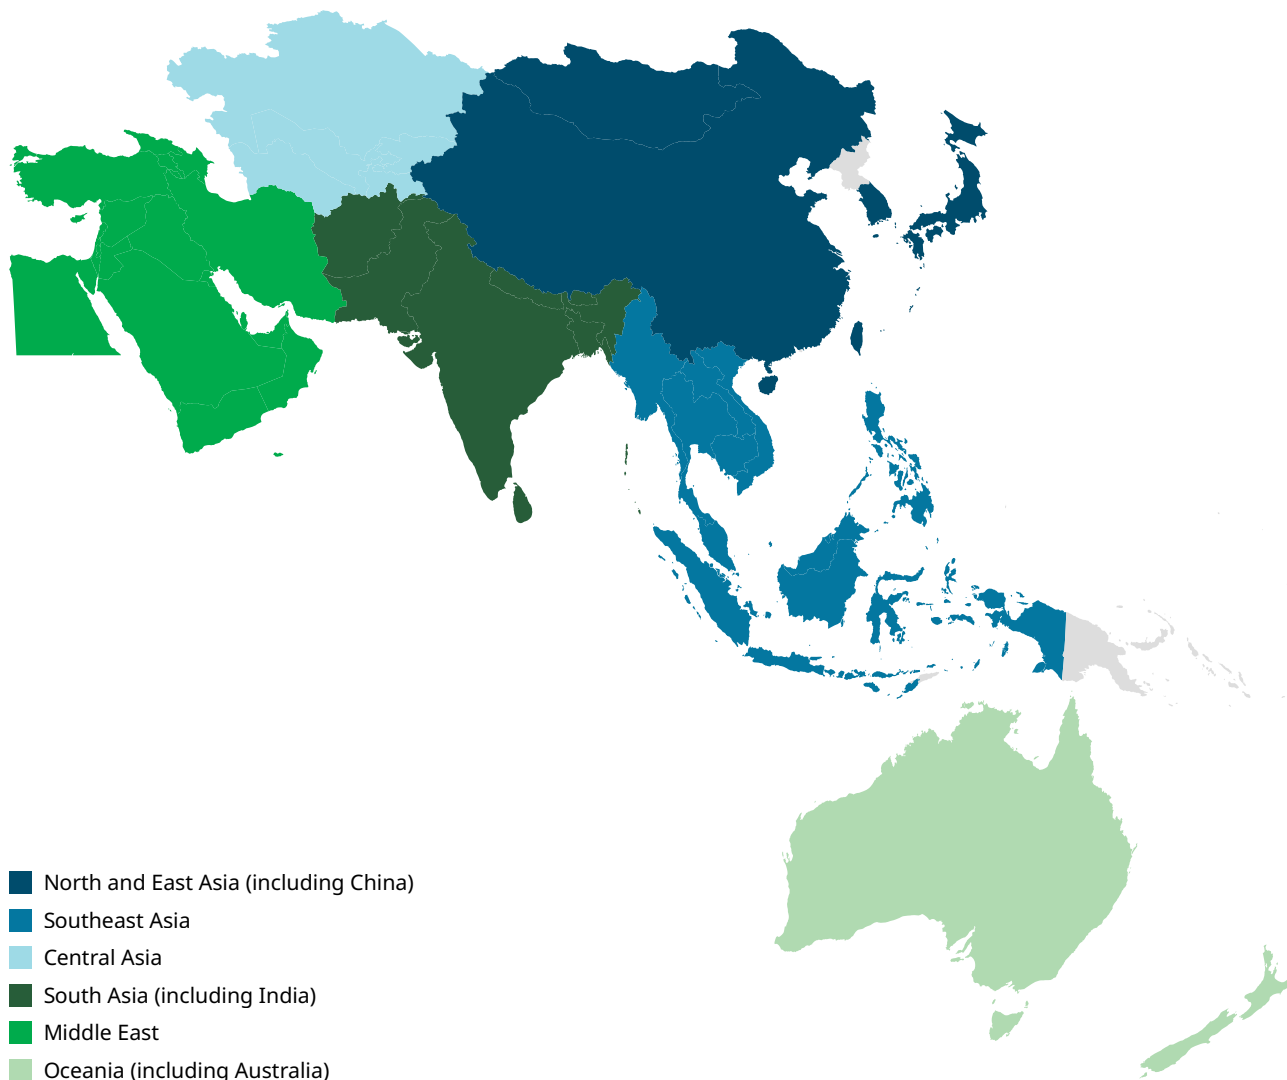 North and East Asia (including China)
Southeast Asia
Central Asia
South Asia (including India)
Middle East
Oceania (including Australia)